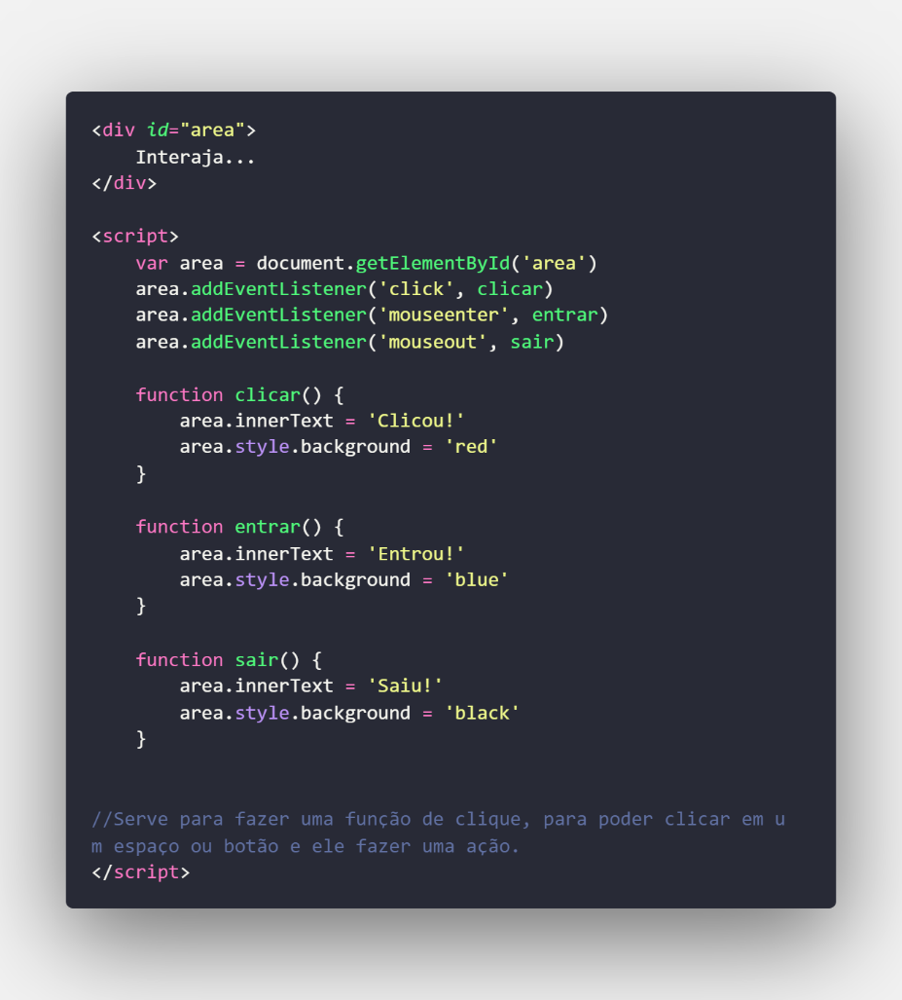 <div id="area">
    Interaja...
</div>

<script>
    var area = document.getElementById('area')
    area.addEventListener('click', clicar)
    area.addEventListener('mouseenter', entrar)
    area.addEventListener('mouseout', sair)

    function clicar() {
        area.innerText = 'Clicou!'
        area.style.background = 'red'
    }

    function entrar() {
        area.innerText = 'Entrou!'
        area.style.background = 'blue'
    }

    function sair() {
        area.innerText = 'Saiu!'
        area.style.background = 'black'
    }


//Serve para fazer uma função de clique, para poder clicar em u
m espaço ou botão e ele fazer uma ação.
</script>